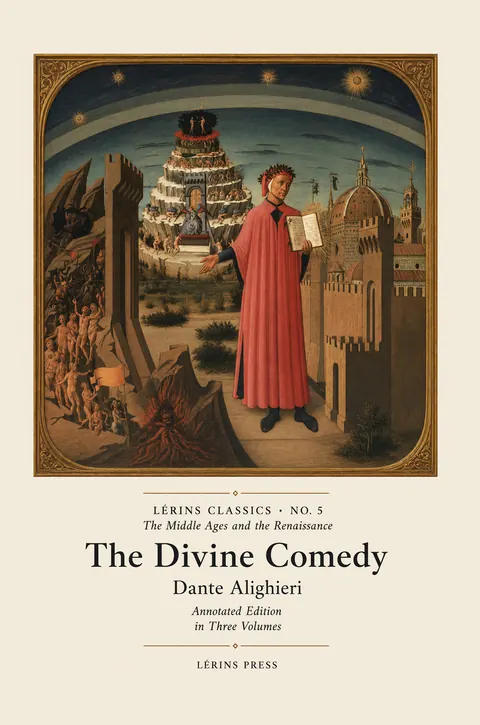 LÉRINS CLASSICS • NO. 5
The Middle Ages and the Renaissance
The Divine Comedy
Dante Alighieri
Annotated Edition
in Three Volumes
LÉRINS PRESS